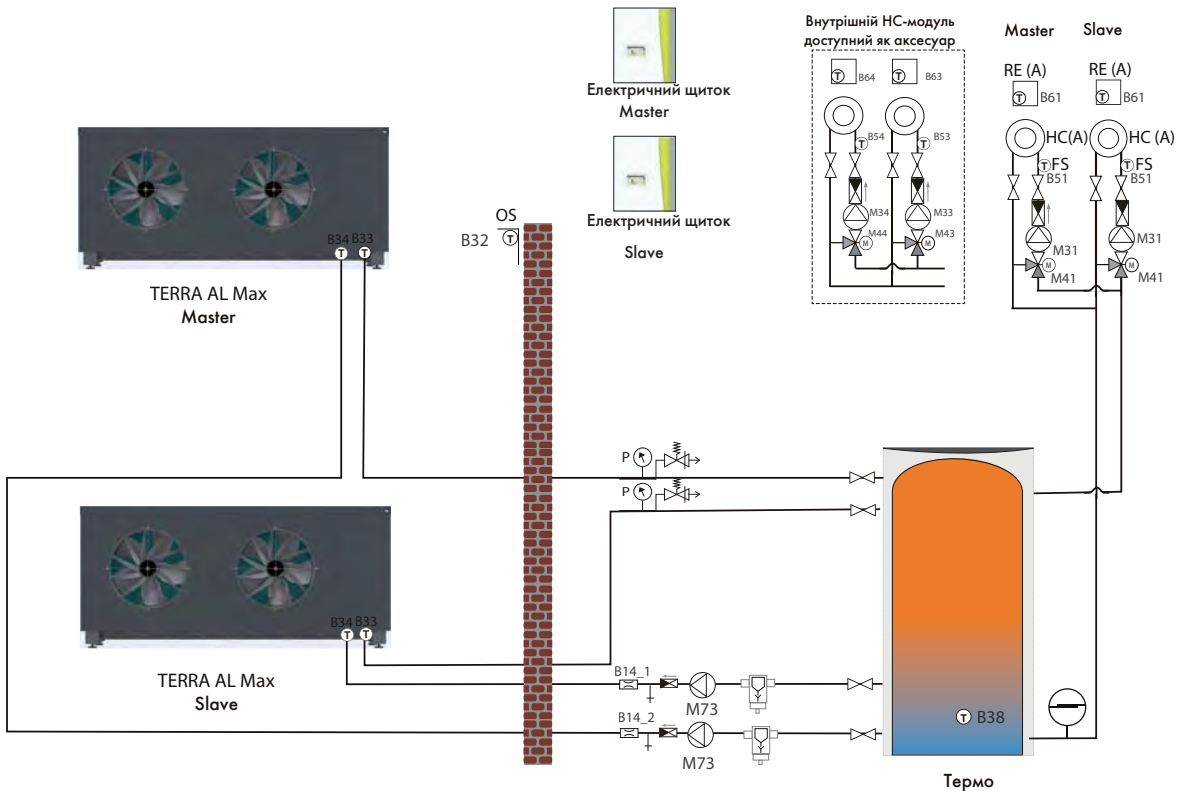 Електричний щиток
Master
Електричний щиток
Slave
Внутрішній НС-модуль
доступний як аксесуар
B64
B63
B54
B53
M34
M33
M44
M43
T
T
T
T
M
M
Master
Slave
RE (A)
RE (A)
T
B61
T
B61
HC(A)
HC (A)
T
FS
T
FS
B51
B51
M31
M31
M
M
M41
M41
OS
B32
T
B34
B33
T
T
TERRA AL Max
Master
P
P
B34
B33
T
T
TERRA AL Max
Slave
B14_1
M73
B14_2
M73
T
B38
Термо